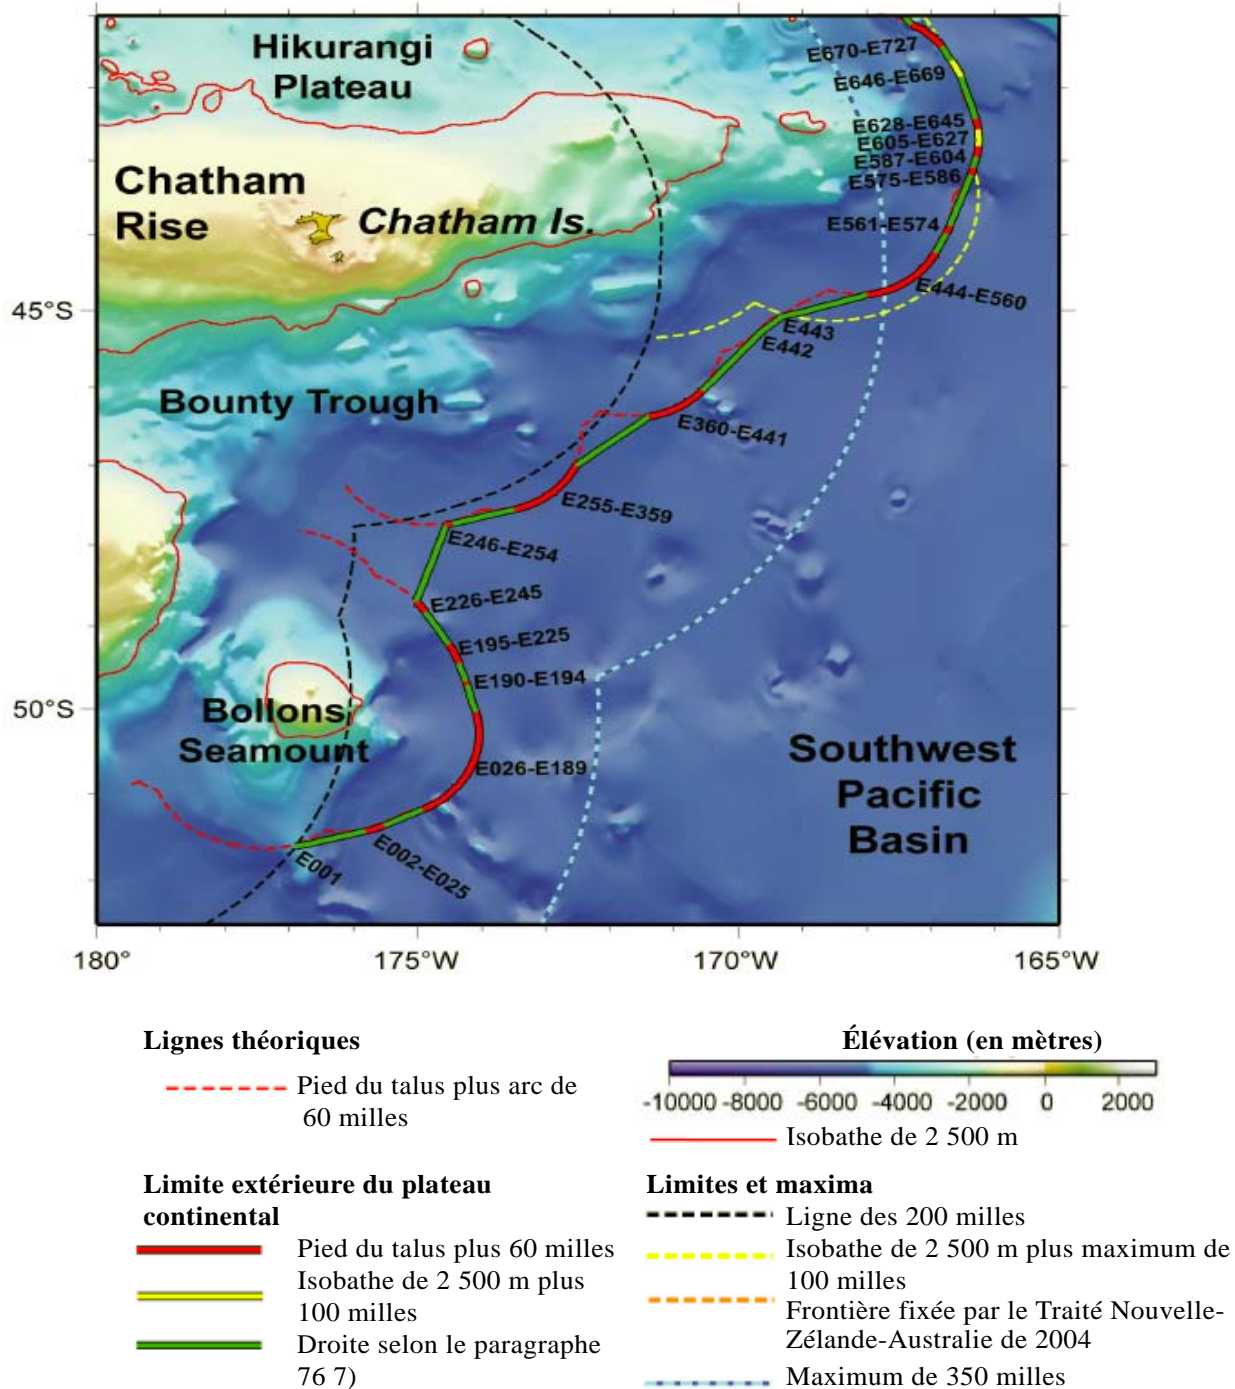 Hikurangi
Plateau
E670-E727
E646-E669
E628-E645
E605-E627
E587-E604
E575-E586
Chatham
Rise
Chatham Is.
E561-E574
E444-E560
45°S
E443
E442
Bounty Trough
E360-E441
E255-E359
E246-E254
E226-E245
E195-E225
E190-E194
50°S
Bollons
Seamount
E026-E189
Southwest
Pacific
Basin
E001
E002-E025
180°
175°W
170°W
165°W
Lignes théoriques
Pied du talus plus arc de
60 milles
Élévation (en mètres)
-10000 -8000 -6000 -4000 -2000 0 2000
Isobathe de 2 500 m
Limite extérieure du plateau
continental
Pied du talus plus 60 milles
Isobathe de 2 500 m plus
100 milles
Droite selon le paragraphe
76 7)
Limites et maxima
Ligne des 200 milles
Isobathe de 2 500 m plus maximum de
100 milles
Frontière fixée par le Traité Nouvelle-
Zélande-Australie de 2004
Maximum de 350 milles